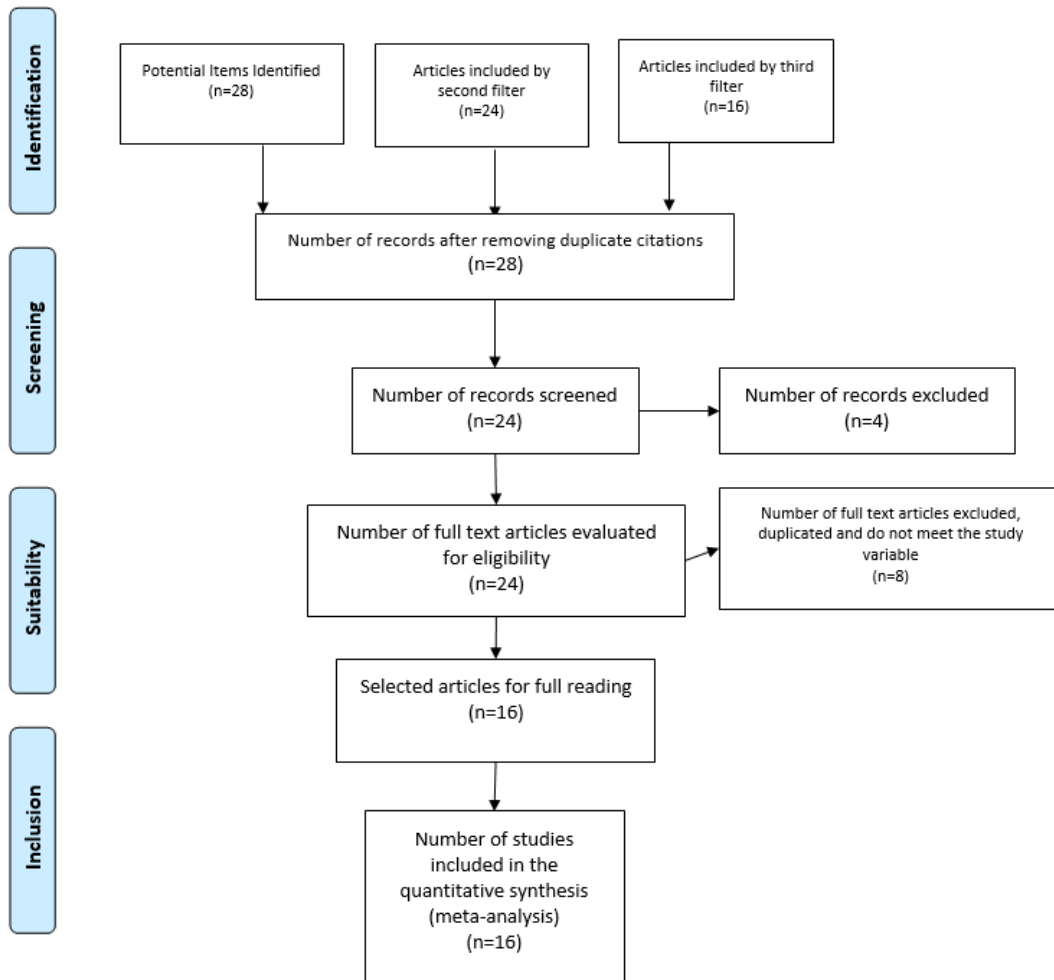 Identification
Potential Items Identified
(n=28)
Articles included by
second filter
(n=24)
Articles included by third
filter
(n=16)
Number of records after removing duplicate citations
(n=28)
Screening
Number of records screened
(n=24)
Number of records excluded
(n=4)
Suitability
Number of full text articles evaluated
for eligibility
(n=24)
Number of full text articles excluded,
duplicated and do not meet the study
variable
(n=8)
Selected articles for full reading
(n=16)
Inclusion
Number of studies
included in the
quantitative synthesis
(meta-analysis)
(n=16)